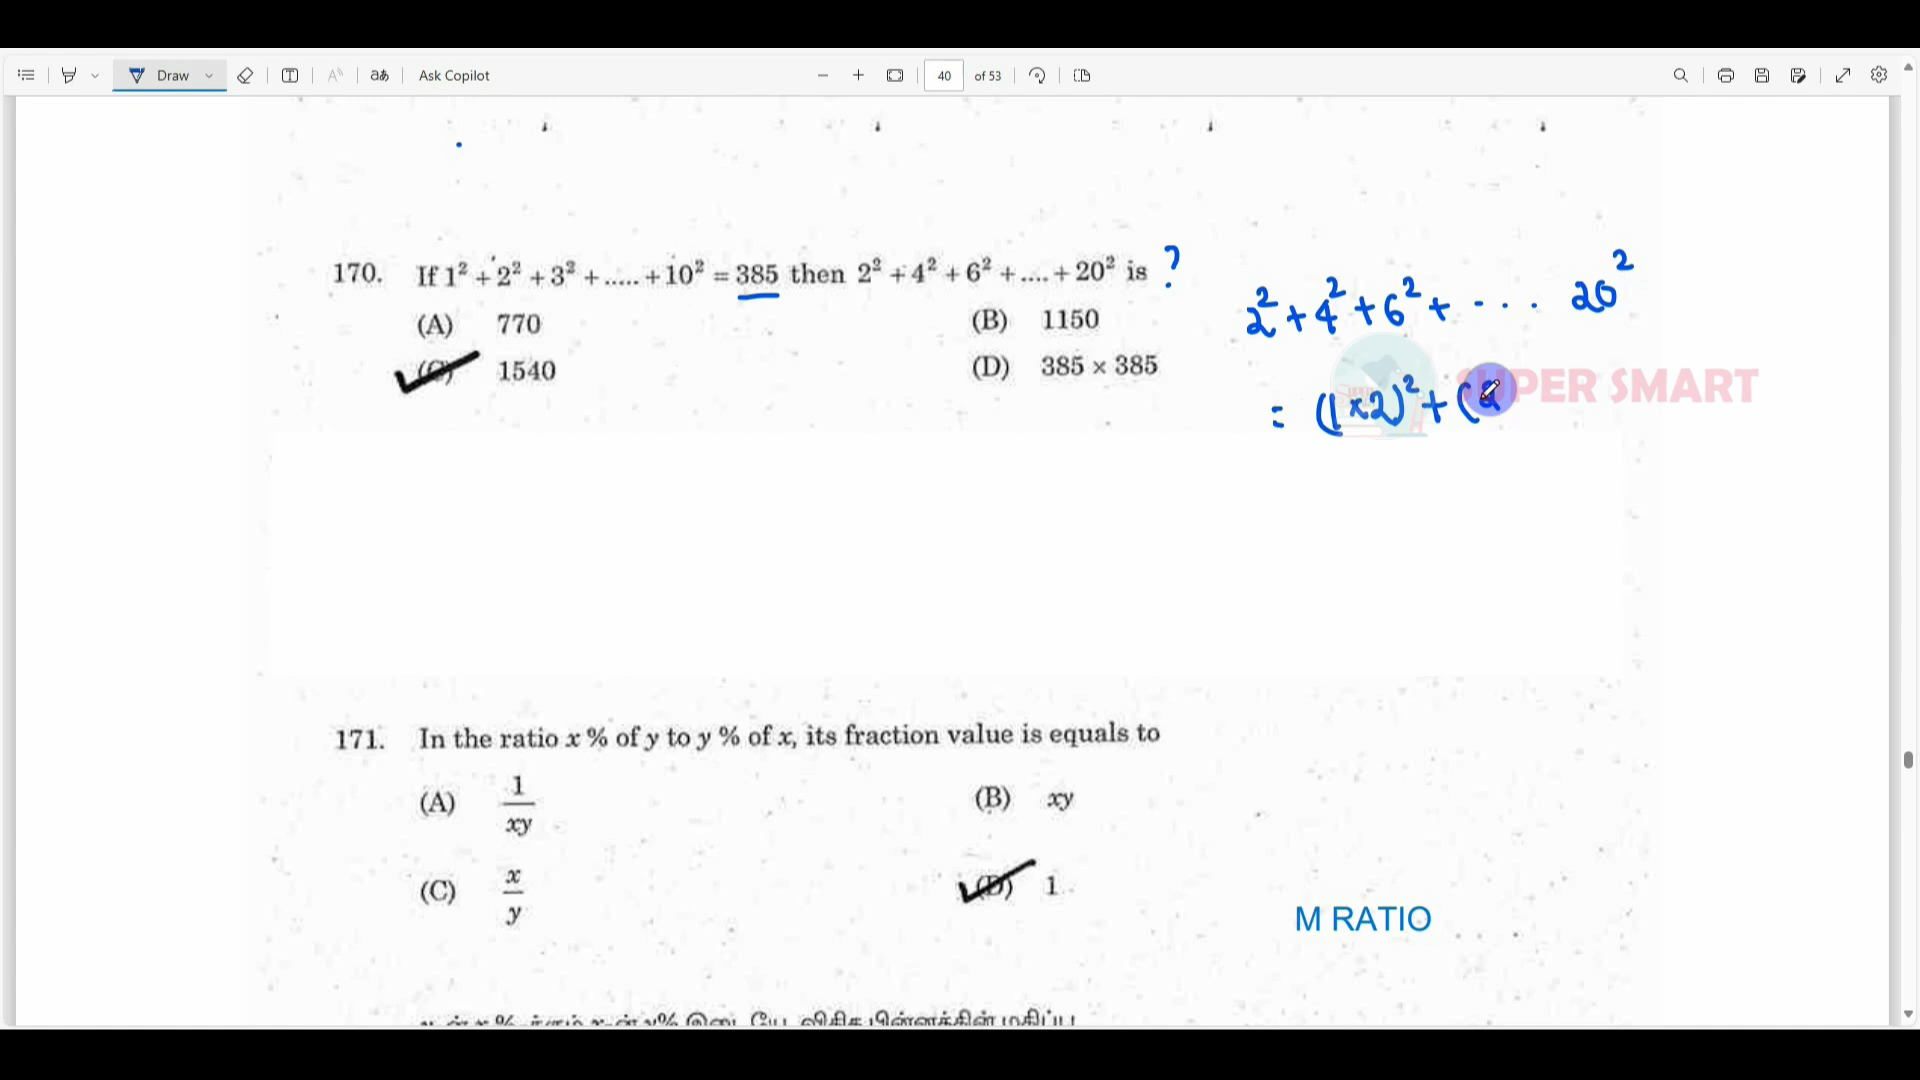 Draw
Ask Copilot
40 of 53
170. If 1² + 2² + 3² + ..... + 10² = 385 then 2² + 4² + 6² + .... + 20² is ?
(A) 770
(B) 1150
(C) 1540
(D) 385 × 385
2² + 4² + 6² + ... 20²
= (1×2)² + (2
SUPER SMART
171. In the ratio x % of y to y % of x, its fraction value is equals to
(A) 1/xy
(B) xy
(C) x/y
(D) 1
M RATIO